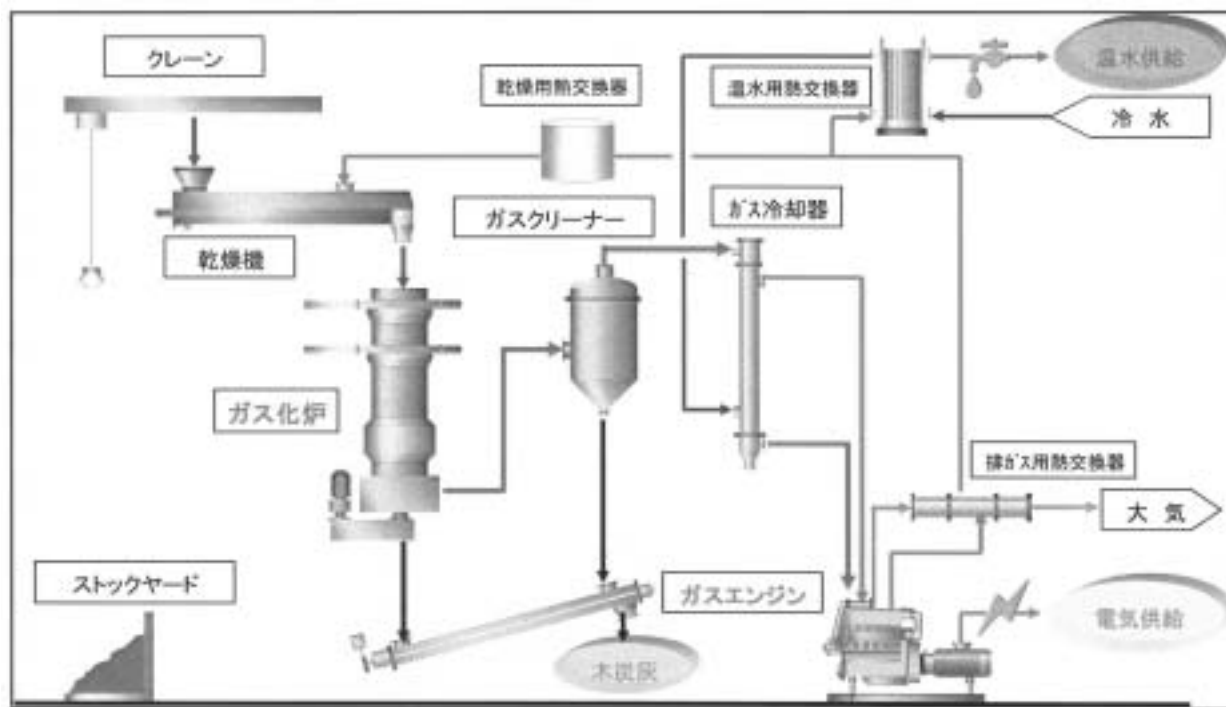 クレーン
乾燥用熱交換器
温水用熱交換器
温水供給
冷 水
乾燥機
ガスクリーナー
ガス冷却器
ガス化炉
排ガス用熱交換器
大 気
ストックヤード
ガスエンジン
木炭灰
電気供給